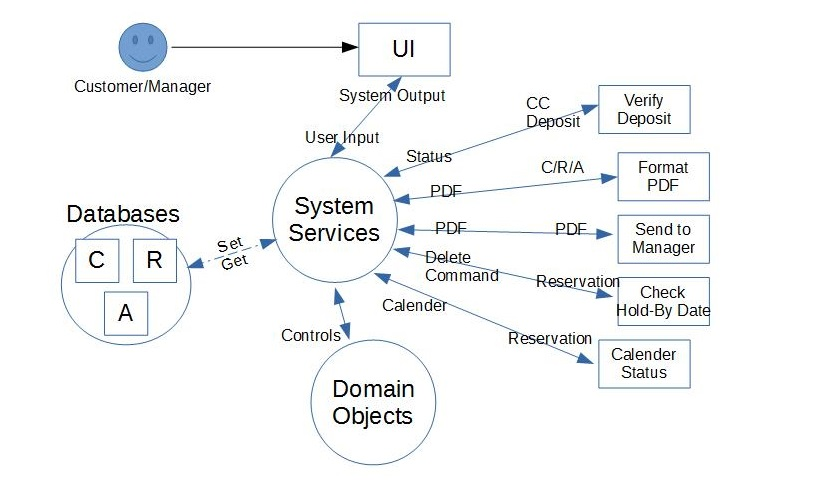 UI
Customer/Manager
System Output
CC
Deposit
Verify
Deposit
User Input
Status
C/R/A
Format
PDF
PDF
System
Services
Databases
PDF
PDF
Send to
Manager
Set
Get
C
R
A
Delete
Command
Reservation
Check
Hold-By Date
Calender
Controls
Reservation
Calender
Status
Domain
Objects